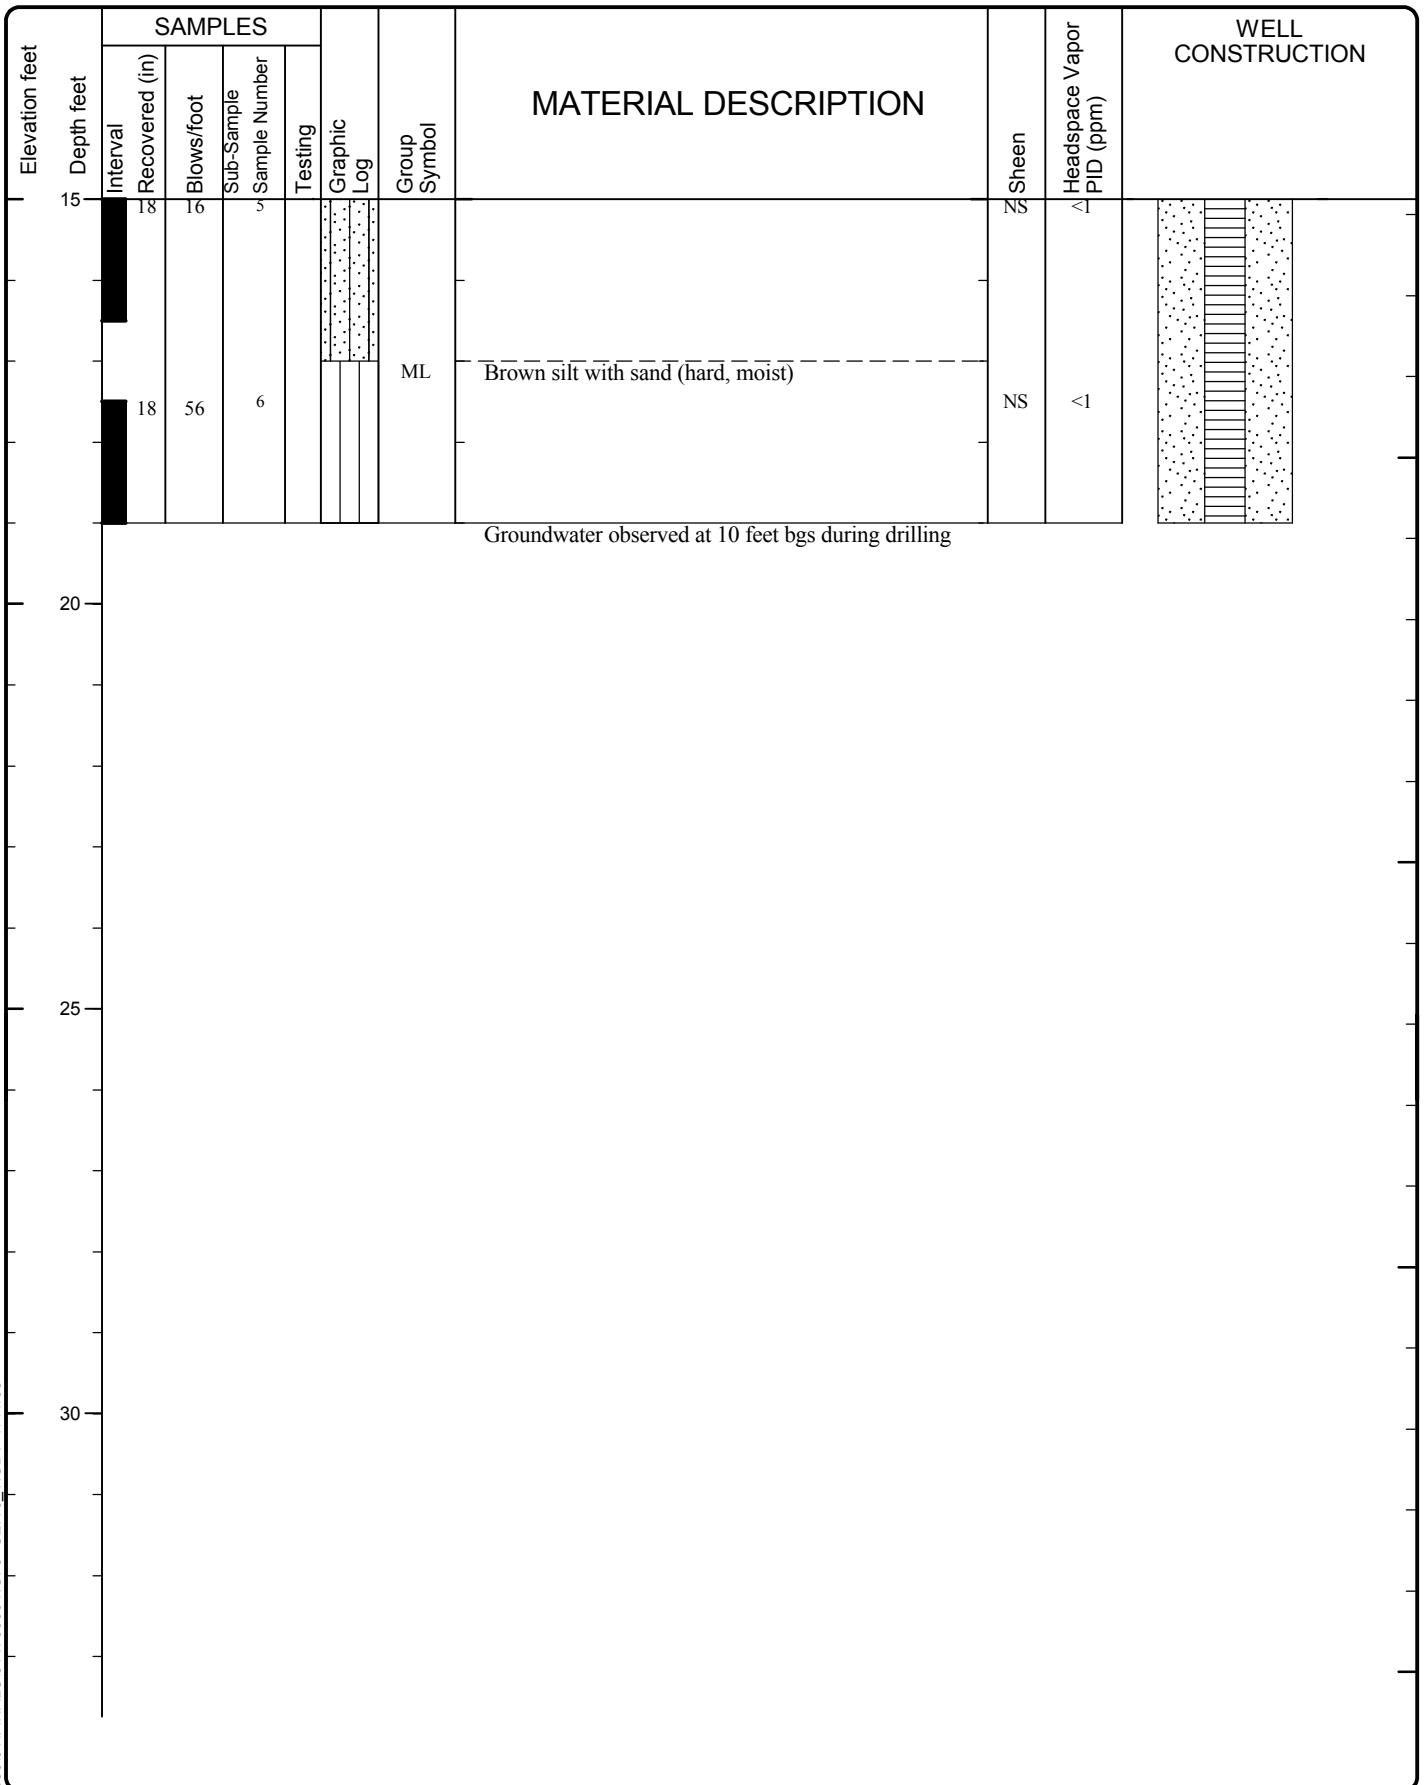 Elevation feet
Depth feet
SAMPLES
Interval
Recovered (in)
Blows/foot
Sub-Sample
Sample Number
Testing
Graphic
Log
Group
Symbol
MATERIAL DESCRIPTION
Sheen
Headspace Vapor
PID (ppm)
WELL
CONSTRUCTION
15 18 16 5 NS <1
ML Brown silt with sand (hard, moist)
18 56 6 NS <1
Groundwater observed at 10 feet bgs during drilling
20
25
30